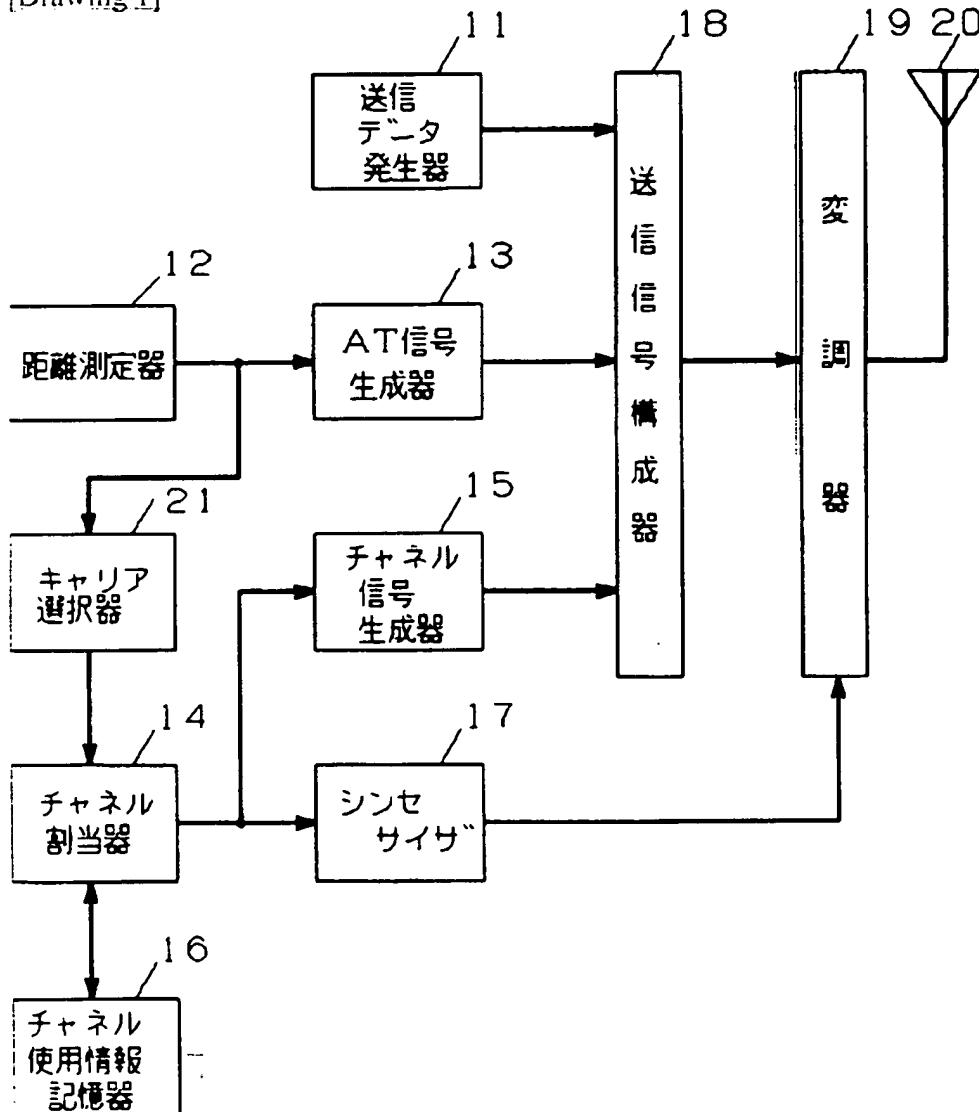 [Drawing 1]
11
18
19
20
送信
データ
発生器
送信信号構成器
変調器
12
13
距離測定器
AT信号
生成器
21
15
キャリア
選択器
チャネル
信号
生成器
14
17
チャネル
割当器
シンセ
サイザ
16
チャネル
使用情報
記憶器